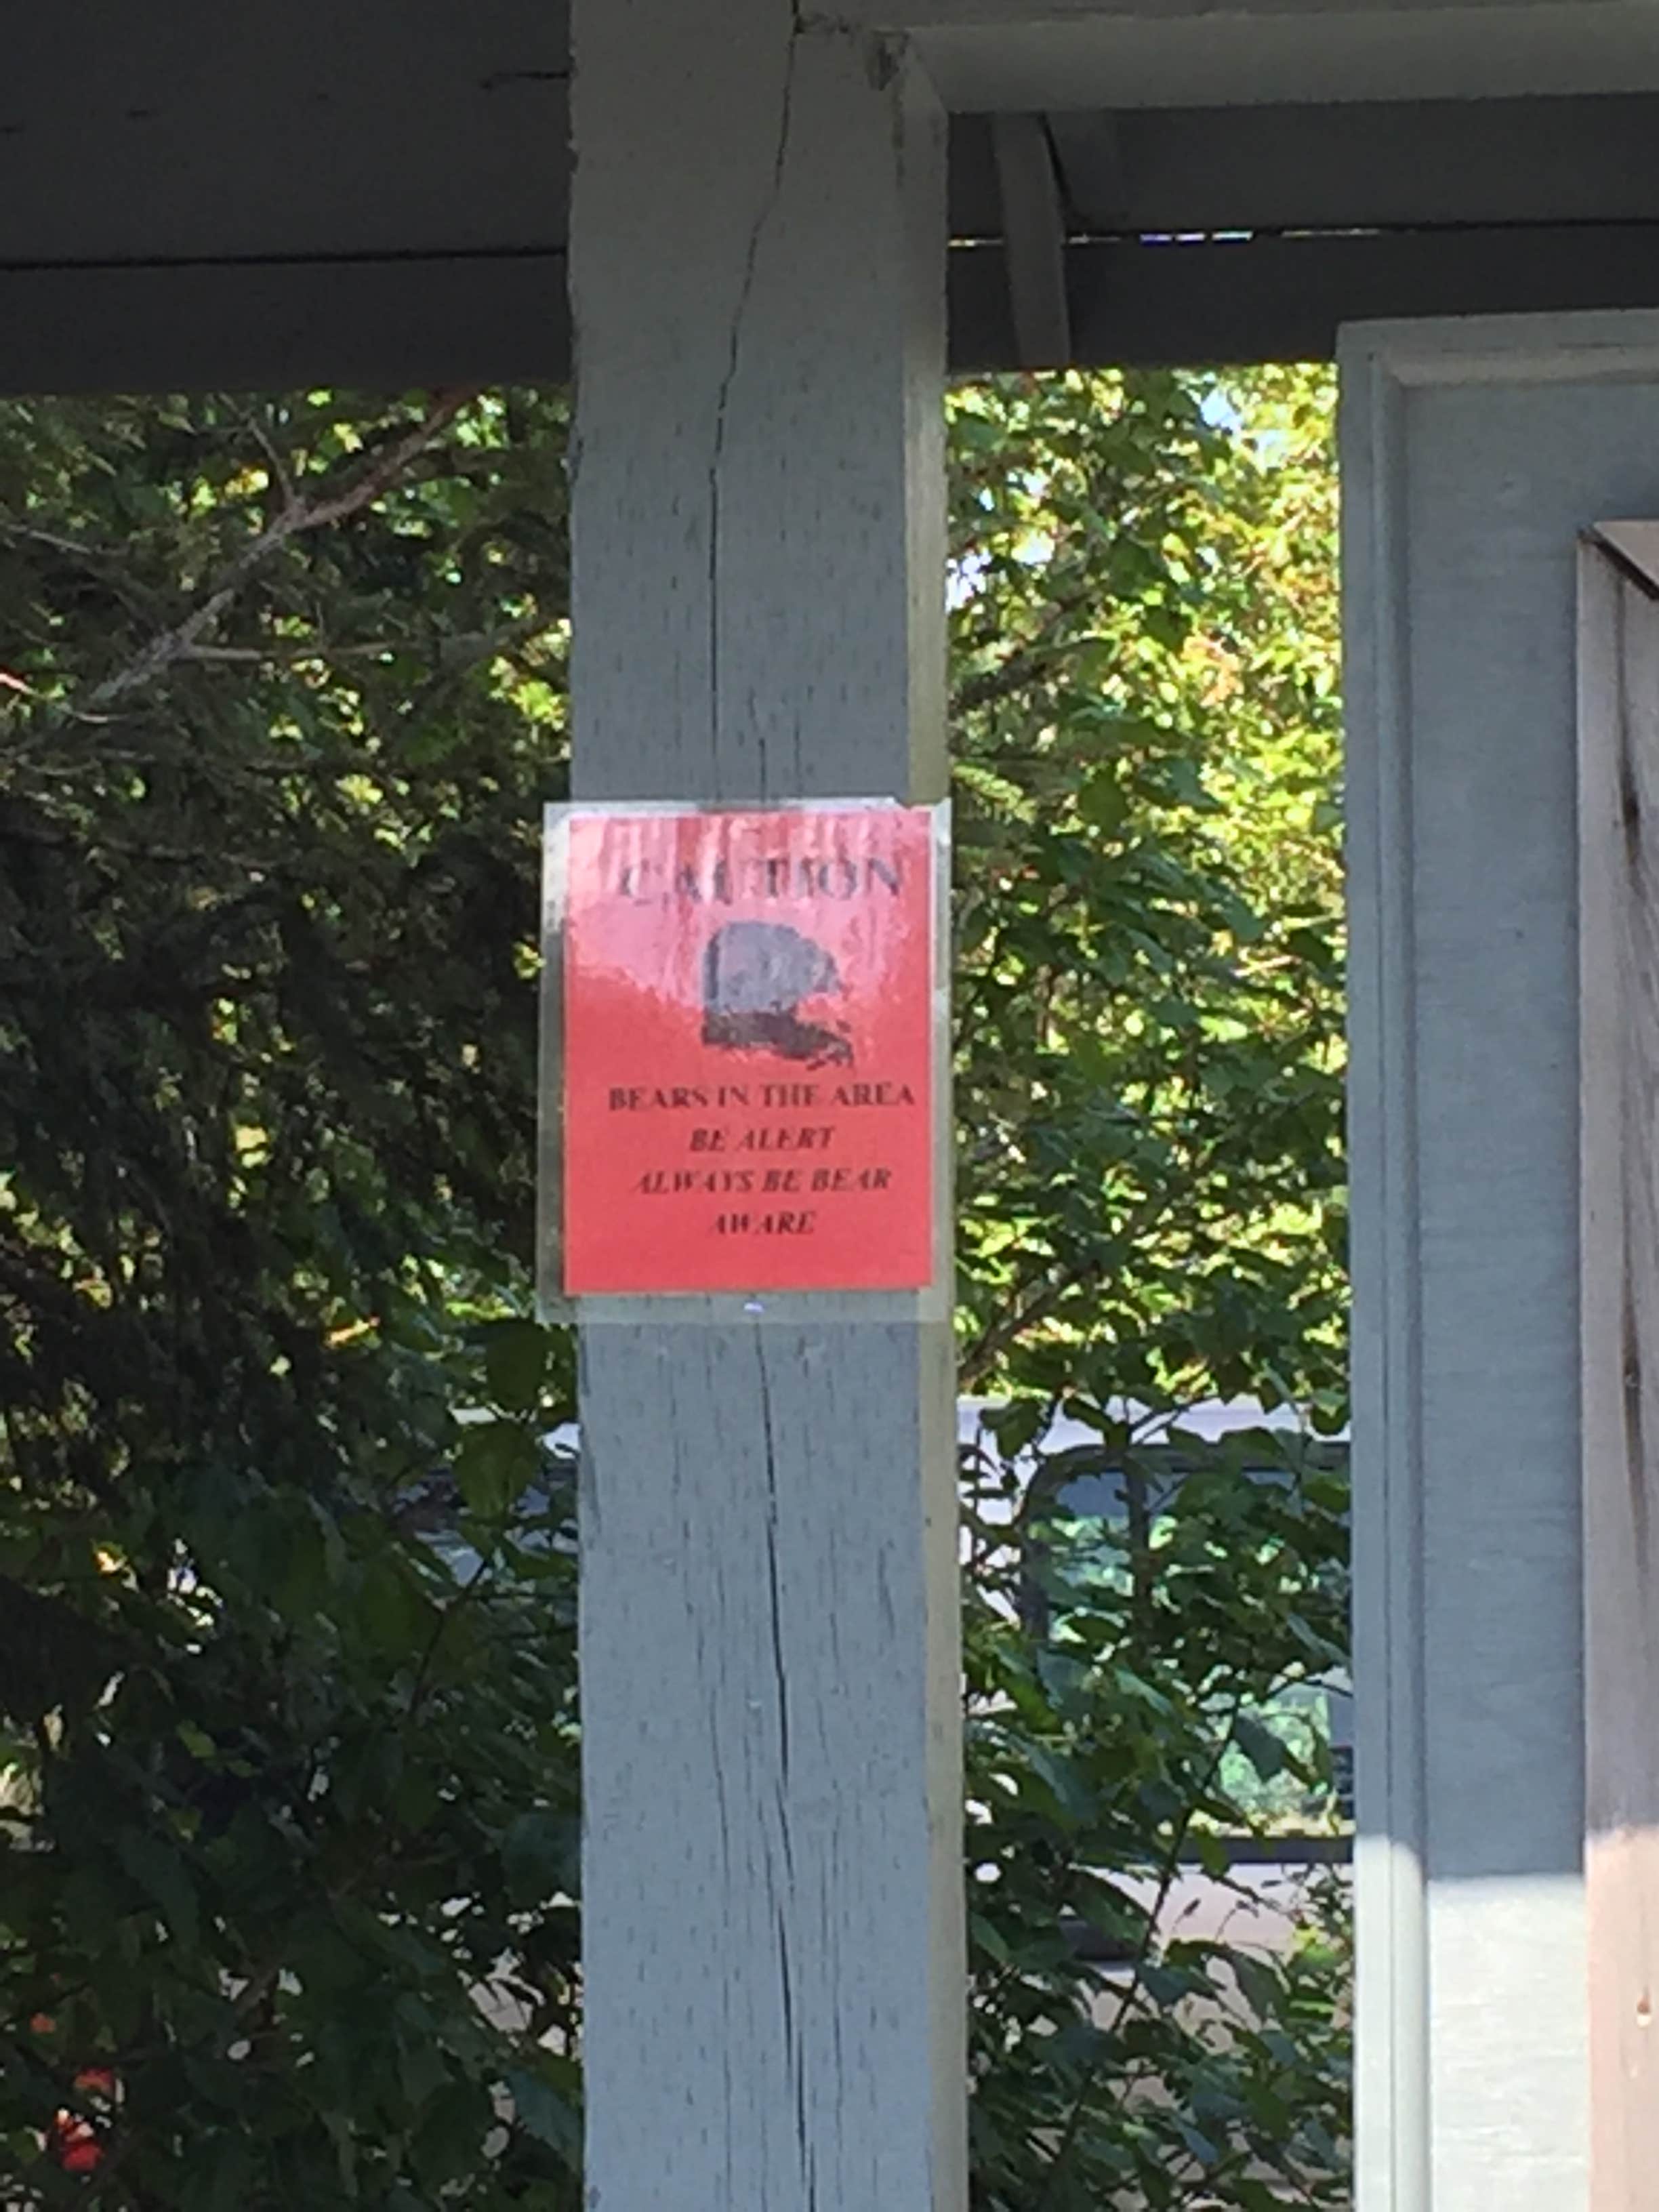 CAUTION
BEARS IN THE AREA
BE ALERT
ALWAYS BE BEAR
AWARE